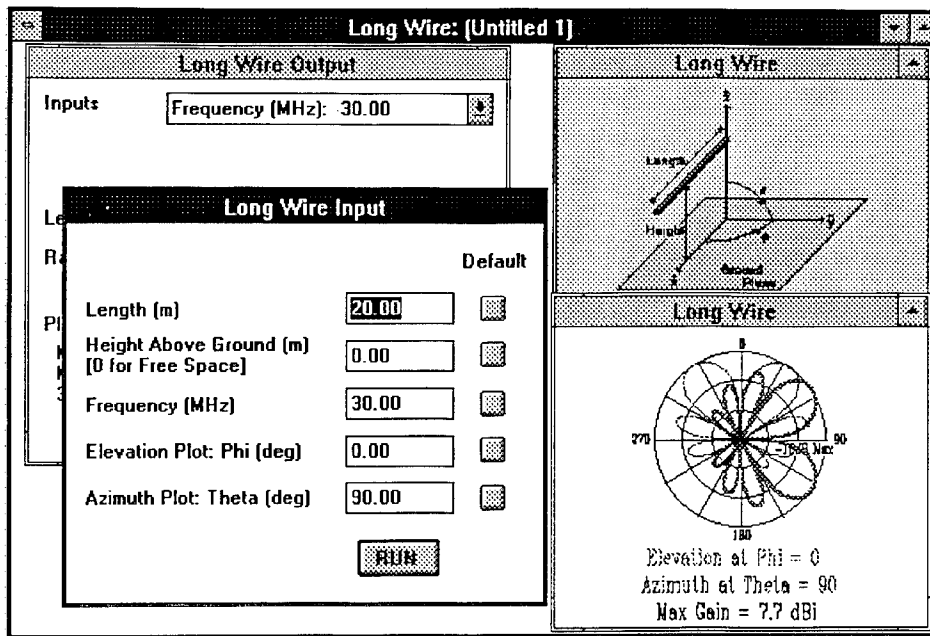 Long Wire: (Untitled 1)
Long Wire Output
Inputs
Frequency (MHz): 30.00
Long Wire Input
Default
Length (m)
20.00
Height Above Ground (m)
[0 for Free Space]
0.00
Frequency (MHz)
30.00
Elevation Plot: Phi (deg)
0.00
Azimuth Plot: Theta (deg)
90.00
RUN
Long Wire
z
Length
Height
y
x
Ground
Plane
Long Wire
0
270
90
Max
180
Elevation at Phi = 0
Azimuth at Theta = 90
Max Gain = 7.7 dBi